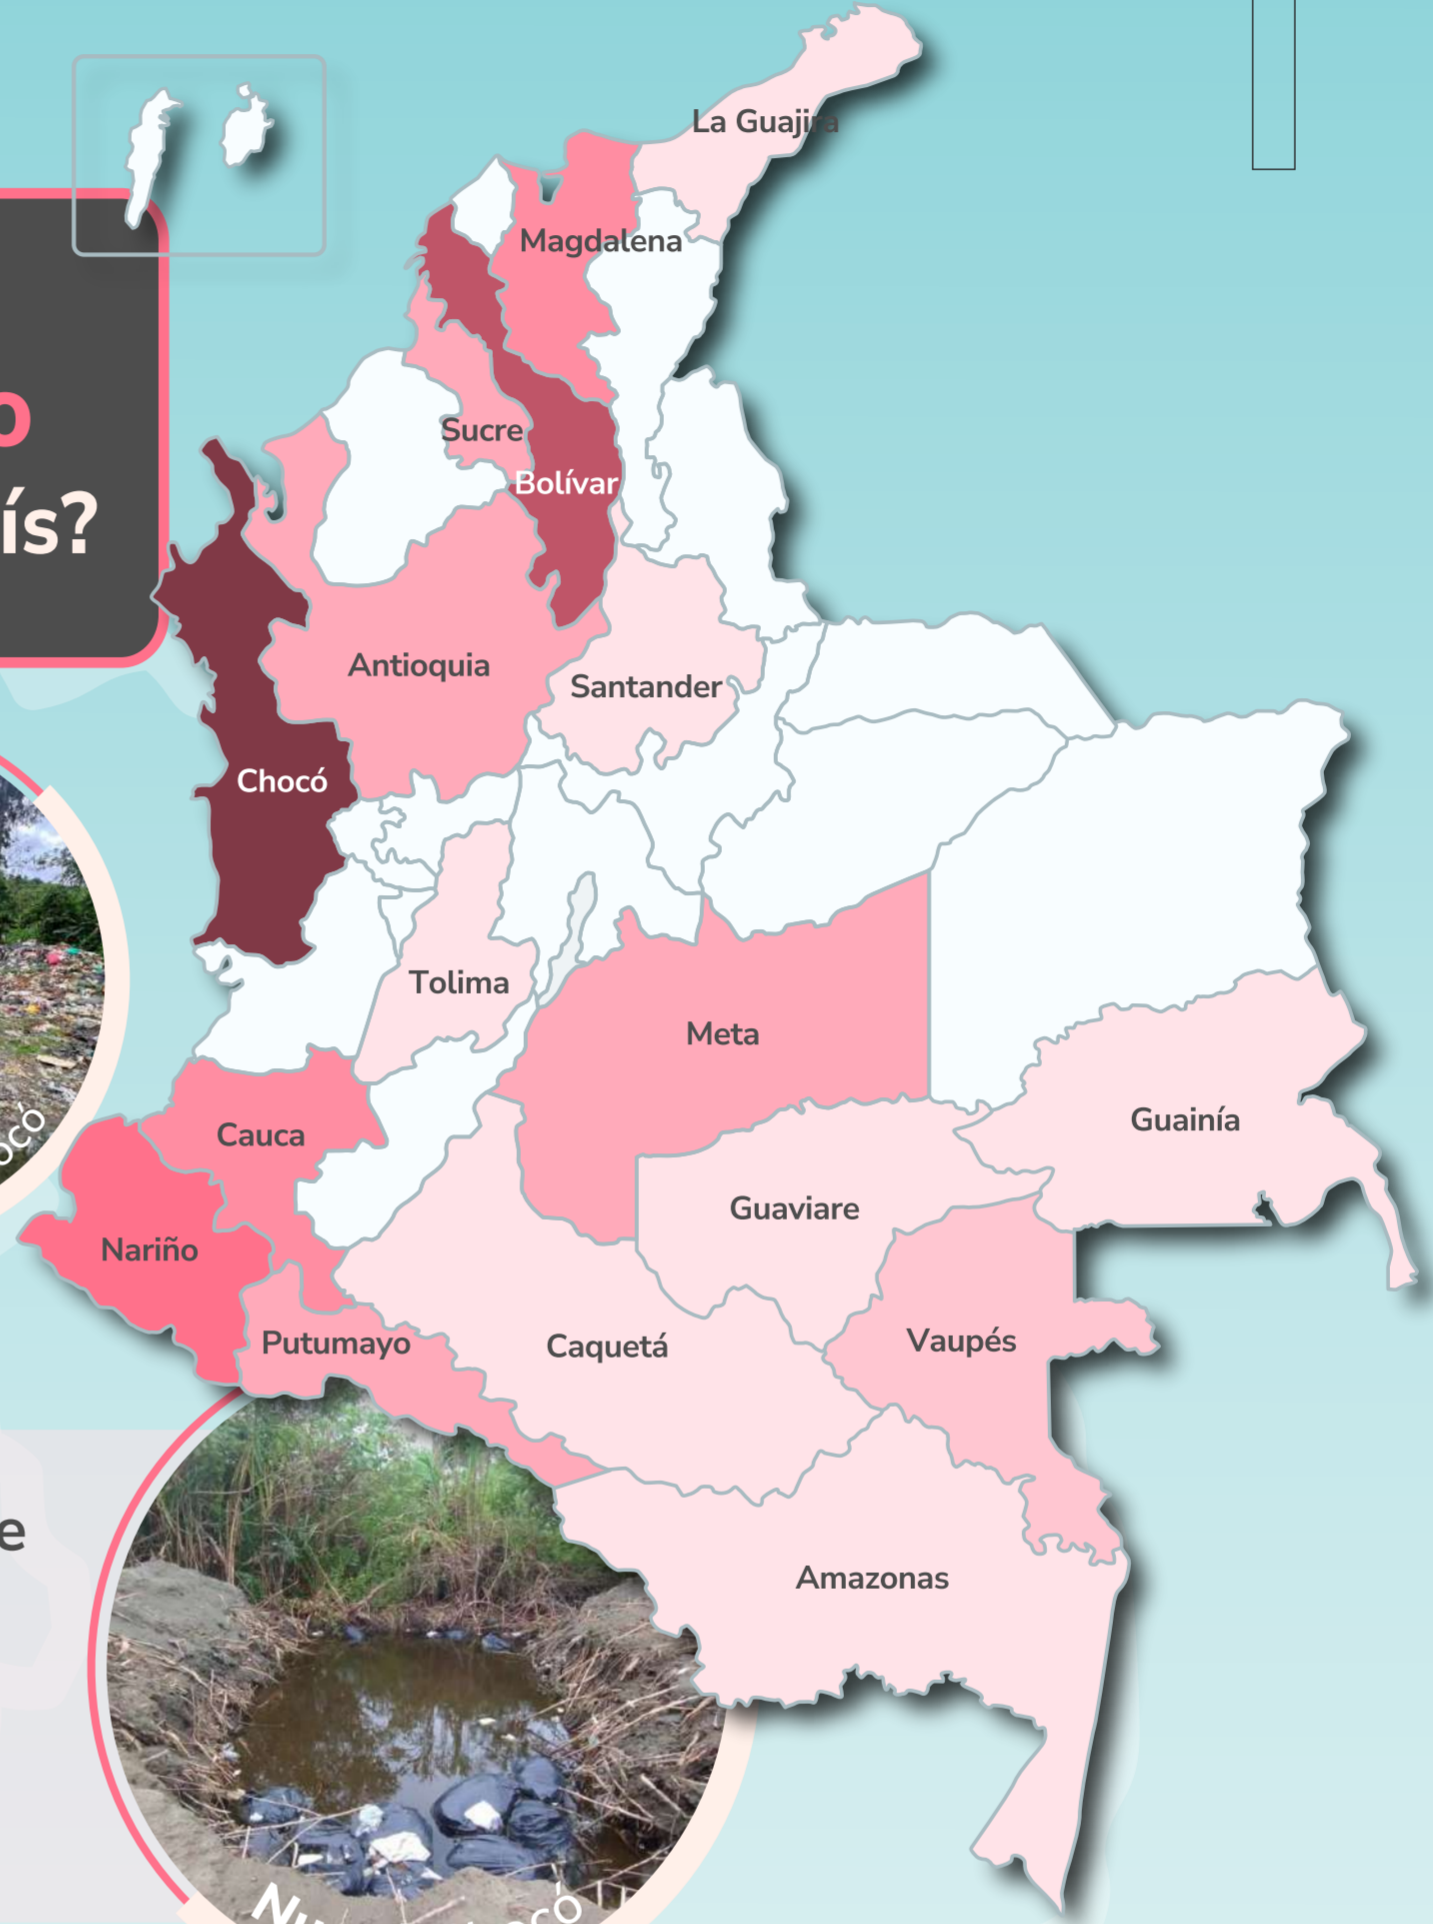 La Guajira
Magdalena
o
Sucre
Bolívar
ís?
Antioquia
Santander
Chocó
Tolima
Meta
ocó
Cauca
Guainía
Guaviare
Nariño
Putumayo
Caquetá
Vaupés
e
Amazonas